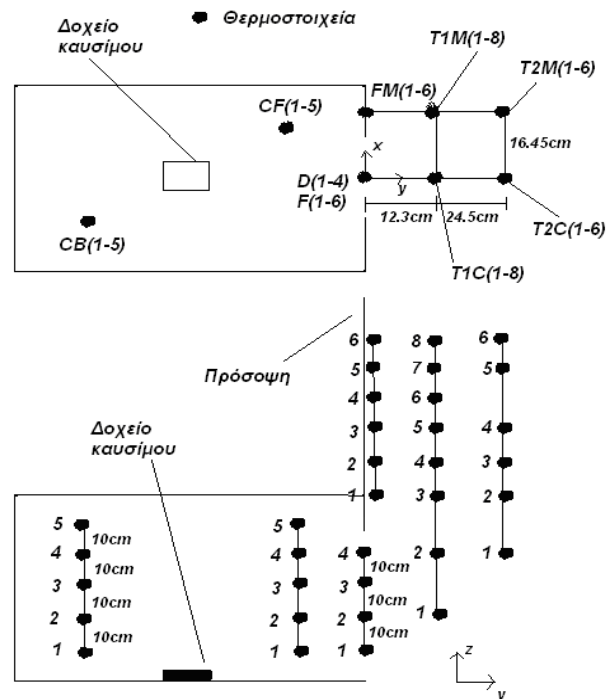 Θερμοστοιχεία
Δοχείο
καυσίμου
T1M(1-8)
T2M(1-6)
FM(1-6)
CF(1-5)
x
16.45cm
D(1-4)
F(1-6)
y
12.3cm
24.5cm
CB(1-5)
T2C(1-6)
T1C(1-8)
Πρόσοψη
6
5
4
3
2
1
8
7
6
5
4
3
2
1
6
5
4
3
2
1
Δοχείο
καυσίμου
5
10cm
4
10cm
3
10cm
2
10cm
1
5
4
3
2
1
4
10cm
3
10cm
2
10cm
1
z
y